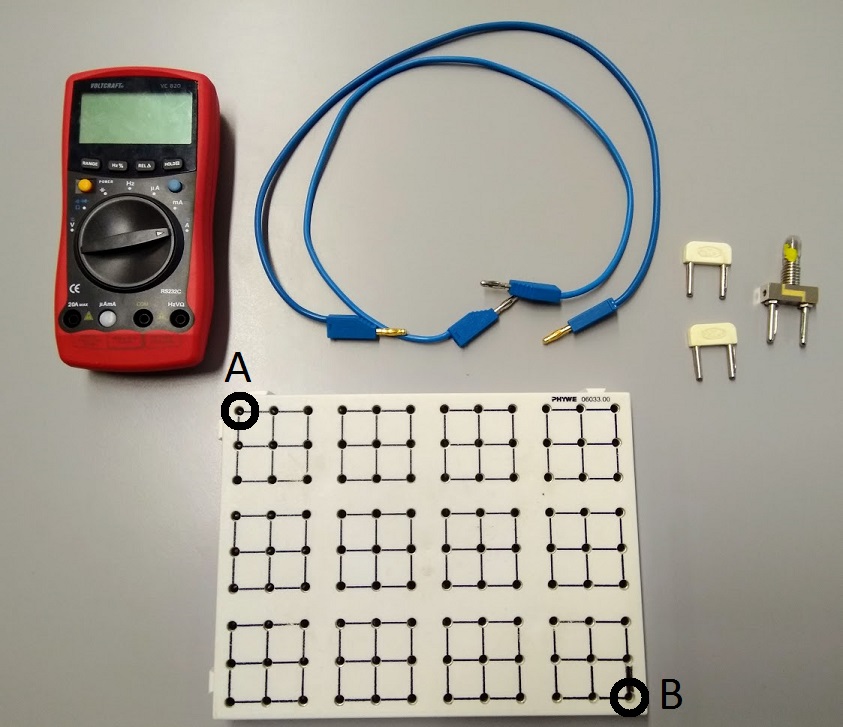 VOLTCRAFT
VC 820
RANGE
Hz %
REL Δ
HOLD
POWER
Hz
µA
mA
V
A
CE
RS232C
20A MAX
µAmA
COM
HzVΩ
A
PHYWE 06033.00
B